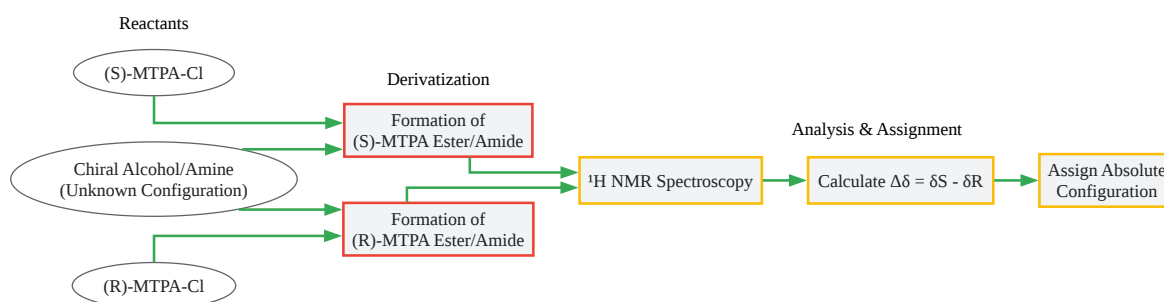 Reactants
(S)-MTPA-Cl
Derivatization
Formation of
(S)-MTPA Ester/Amide
Analysis & Assignment
Chiral Alcohol/Amine
(Unknown Configuration)
¹H NMR Spectroscopy
Calculate Δδ = δS - δR
Assign Absolute
Configuration
Formation of
(R)-MTPA Ester/Amide
(R)-MTPA-Cl